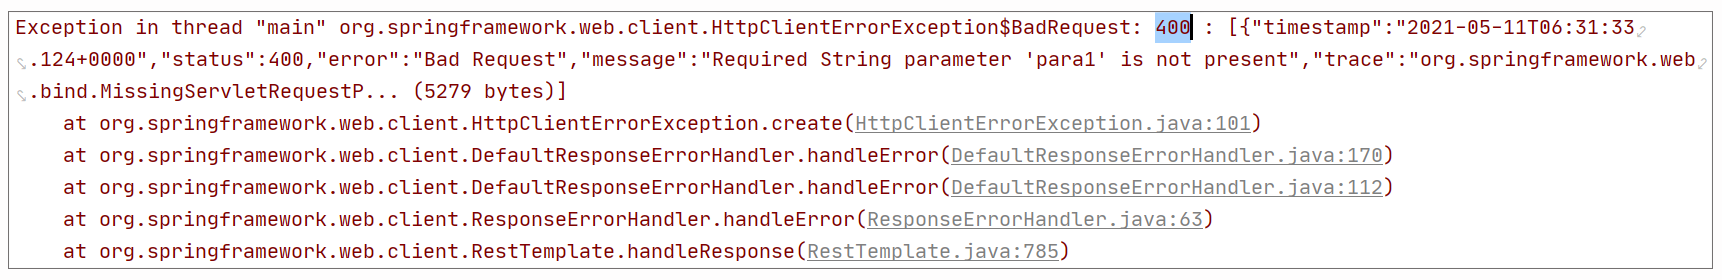 Exception in thread "main" org.springframework.web.client.HttpClientErrorException$BadRequest: 400 : [{"timestamp":"2021-05-11T06:31:33
.124+0000","status":400,"error":"Bad Request","message":"Required String parameter 'para1' is not present","trace":"org.springframework.web
.bind.MissingServletRequestP... (5279 bytes)]
at org.springframework.web.client.HttpClientErrorException.create(HttpClientErrorException.java:101)
at org.springframework.web.client.DefaultResponseErrorHandler.handleError(DefaultResponseErrorHandler.java:170)
at org.springframework.web.client.DefaultResponseErrorHandler.handleError(DefaultResponseErrorHandler.java:112)
at org.springframework.web.client.ResponseErrorHandler.handleError(ResponseErrorHandler.java:63)
at org.springframework.web.client.RestTemplate.handleResponse(RestTemplate.java:785)